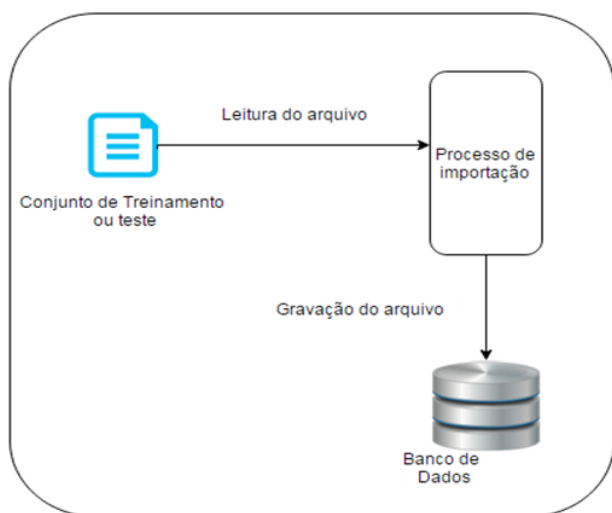 Leitura do arquivo
Processo de
importação
Conjunto de Treinamento
ou teste
Gravação do arquivo
Banco de
Dados